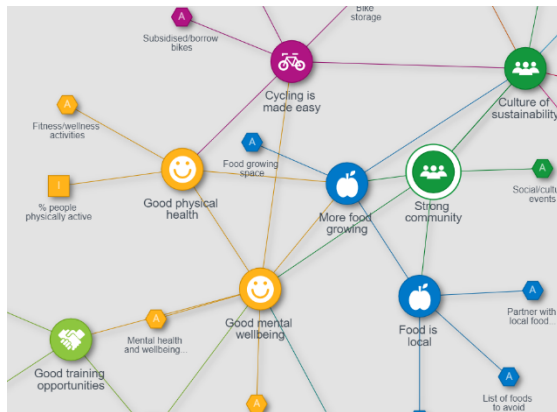 Bike
storage
A
Subsidised/borrow
bikes
Cycling is
made easy
Culture of
sustainability
A
Fitness/wellness
activities
A
Food growing
space
I
% people
physically active
Good physical
health
More food
growing
Strong
community
A
Social/cultu
events
Good mental
wellbeing
A
Mental health
and wellbeing...
Good training
opportunities
Food is
local
A
Partner with
local food...
A
List of foods
to avoid
A
A